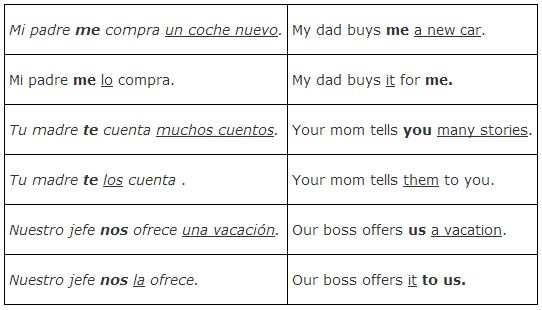 Mi padre me compra un coche nuevo. My dad buys me a new car.
Mi padre me lo compra. My dad buys it for me.
Tu madre te cuenta muchos cuentos. Your mom tells you many stories.
Tu madre te los cuenta . Your mom tells them to you.
Nuestro jefe nos ofrece una vacación. Our boss offers us a vacation.
Nuestro jefe nos la ofrece. Our boss offers it to us.